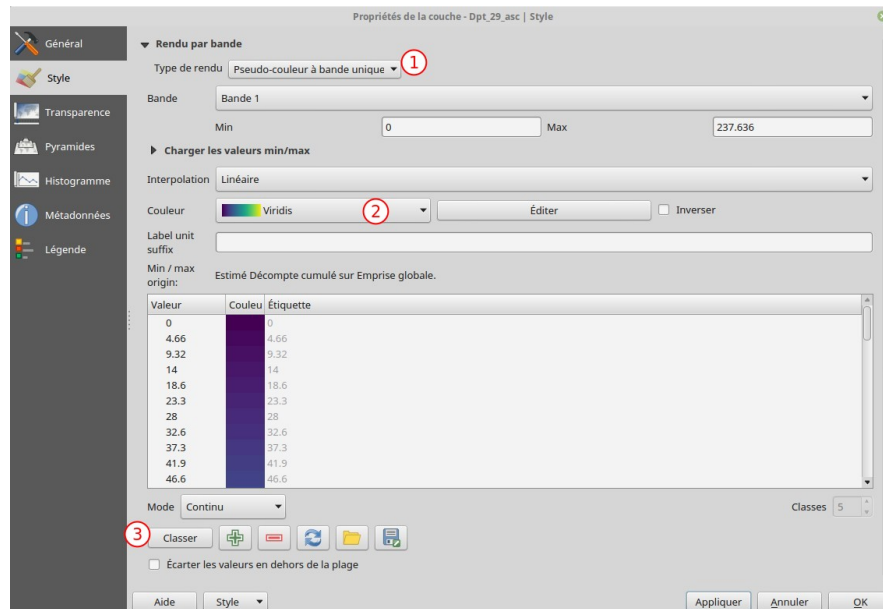 Propriétés de la couche - Dpt_29_asc | Style
Général
Style
Transparence
Pyramides
Histogramme
Métadonnées
Légende
Rendu par bande
Type de rendu Pseudo-couleur à bande unique 1
Bande Bande 1
Min 0 Max 237.636
Charger les valeurs min/max
Interpolation Linéaire
Couleur Viridis 2 Éditer Inverser
Label unit
suffix
Min / max
origin:
Estimé Décompte cumulé sur Emprise globale.
Valeur Couleu Étiquette
0 0
4.66 4.66
9.32 9.32
14 14
18.6 18.6
23.3 23.3
28 28
32.6 32.6
37.3 37.3
41.9 41.9
46.6 46.6
Mode Continu Classes 5
3 Classer
Écarter les valeurs en dehors de la plage
Aide Style Appliquer Annuler OK